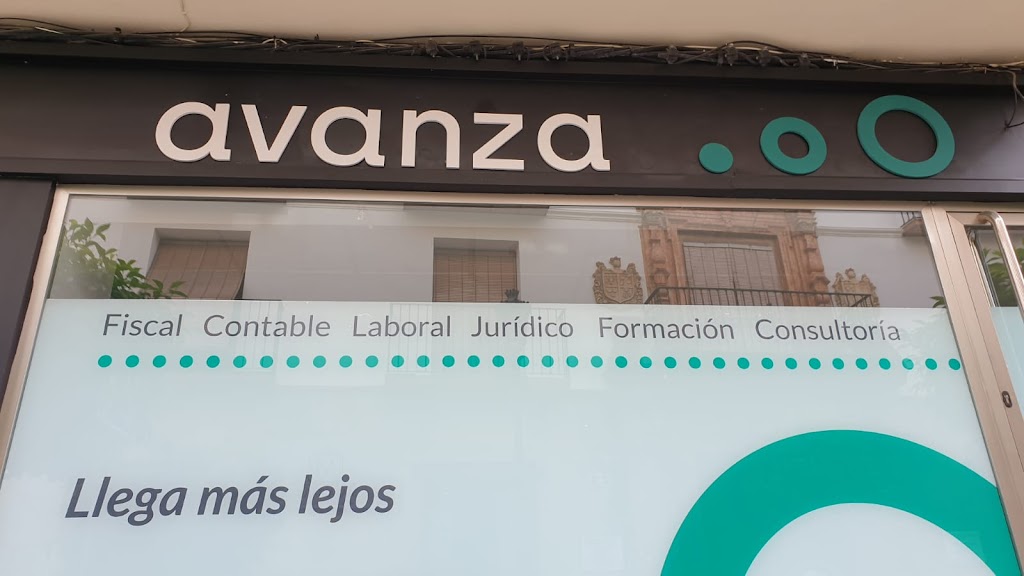 avanza
Fiscal Contable Laboral Jurídico Formación Consultoría
Llega más lejos